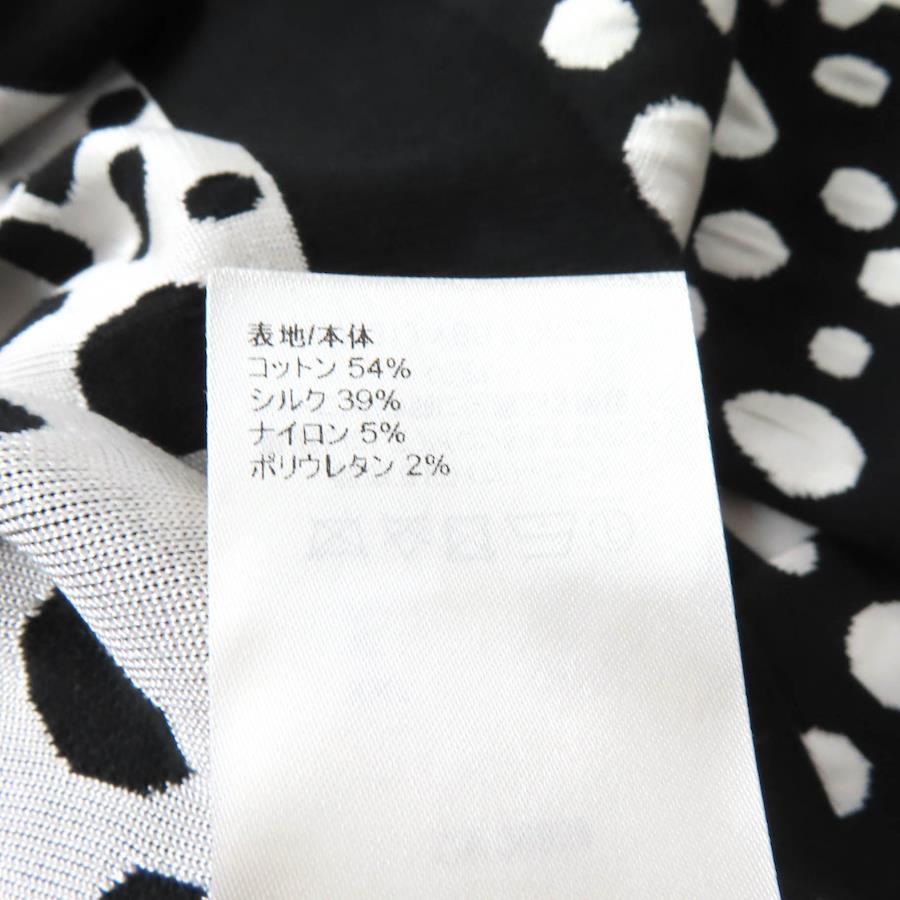 表地/本体
コットン 54%
シルク 39%
ナイロン 5%
ポリウレタン 2%